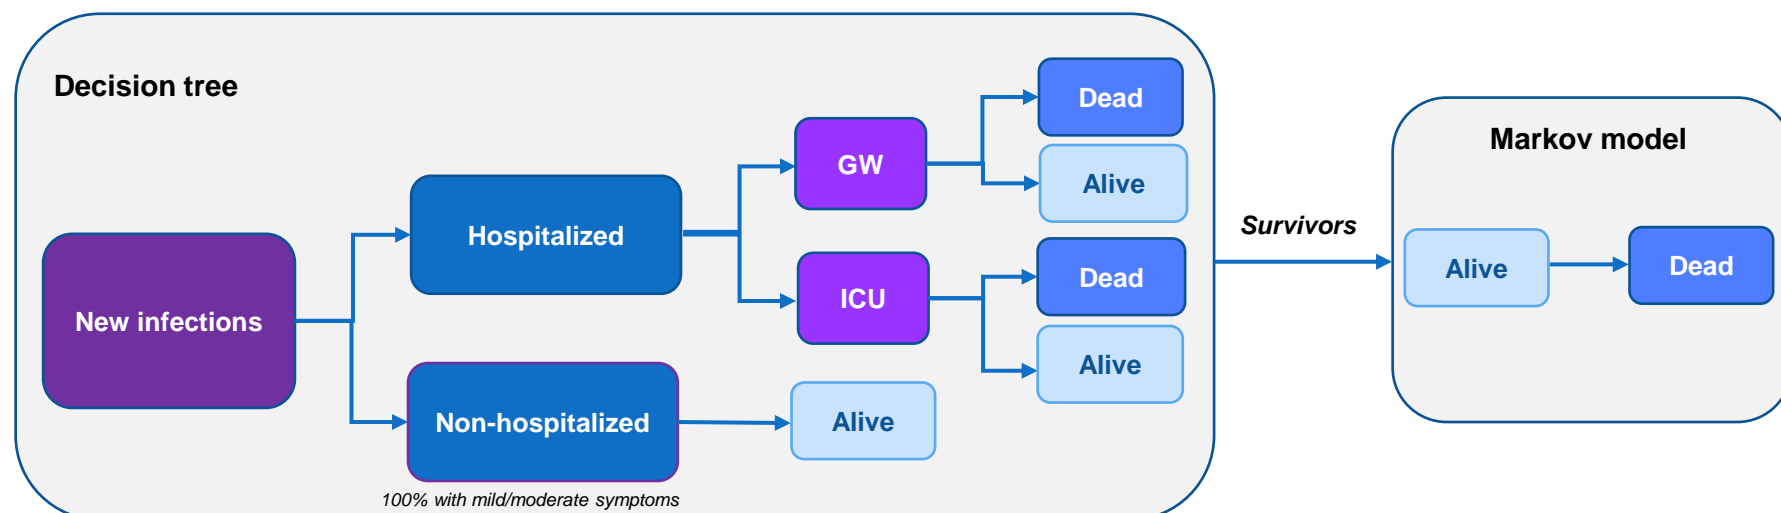 Decision tree
New infections
Hospitalized
Non-hospitalized
100% with mild/moderate symptoms
GW
ICU
Alive
Dead
Alive
Dead
Alive
Survivors
Markov model
Alive
Dead